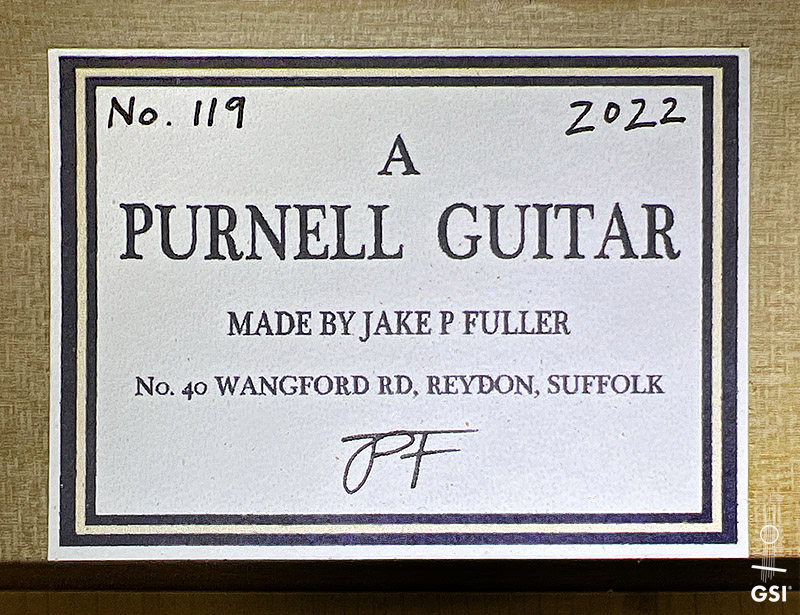 No. 119 2022
A
PURNELL GUITAR
MADE BY JAKE P FULLER
No. 40 WANGFORD RD, REYDON, SUFFOLK
JPF
GSI